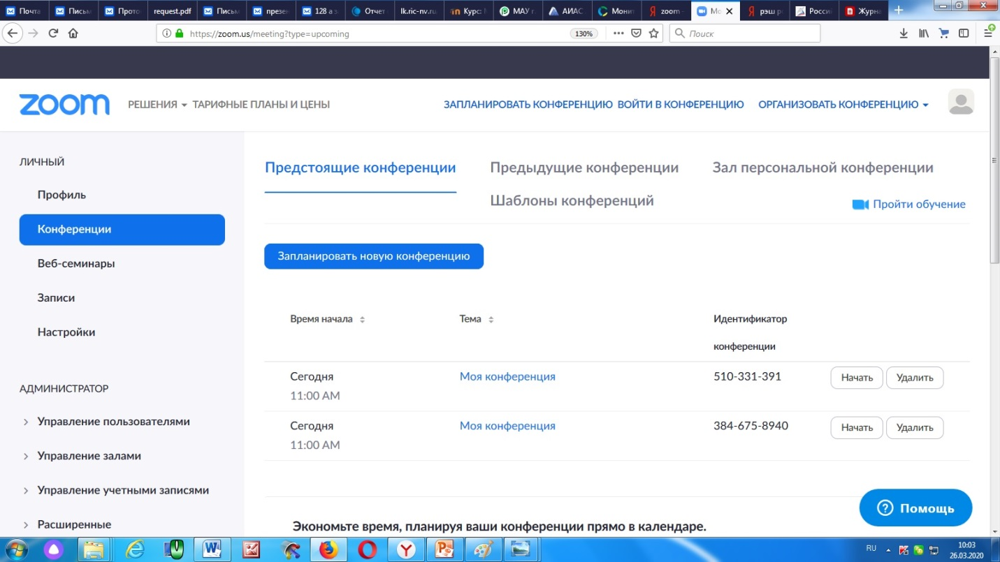 Почта
Письм
Прото
request.pdf
Письм
презен
128 а з
Отчет
lk.ric-nv.ru
Курс:
МАУ г
АИАС
Монит
zoom -
Мо
рэш р
Росси
Журна
https://zoom.us/meeting?type=upcoming
130%
Поиск
zoom
РЕШЕНИЯ
ТАРИФНЫЕ ПЛАНЫ И ЦЕНЫ
ЗАПЛАНИРОВАТЬ КОНФЕРЕНЦИЮ
ВОЙТИ В КОНФЕРЕНЦИЮ
ОРГАНИЗОВАТЬ КОНФЕРЕНЦИЮ
ЛИЧНЫЙ
Профиль
Конференции
Веб-семинары
Записи
Настройки
АДМИНИСТРАТОР
Управление пользователями
Управление залами
Управление учетными записями
Расширенные
Предстоящие конференции
Предыдущие конференции
Зал персональной конференции
Шаблоны конференций
Пройти обучение
Запланировать новую конференцию
Время начала
Тема
Идентификатор
конференции
Сегодня
11:00 AM
Моя конференция
510-331-391
Начать
Удалить
Сегодня
11:00 AM
Моя конференция
384-675-8940
Начать
Удалить
Экономьте время, планируя ваши конференции прямо в календаре.
Помощь
RU
10:03
26.03.2020